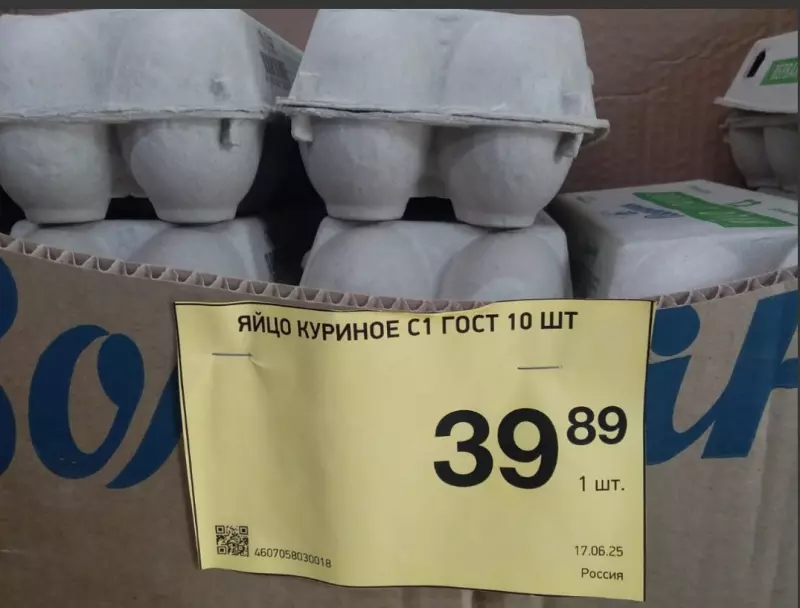 ЯЙЦО КУРИНОЕ С1 ГОСТ 10 ШТ
39 89
1 шт.
4607058030018
17.06.25
Россия